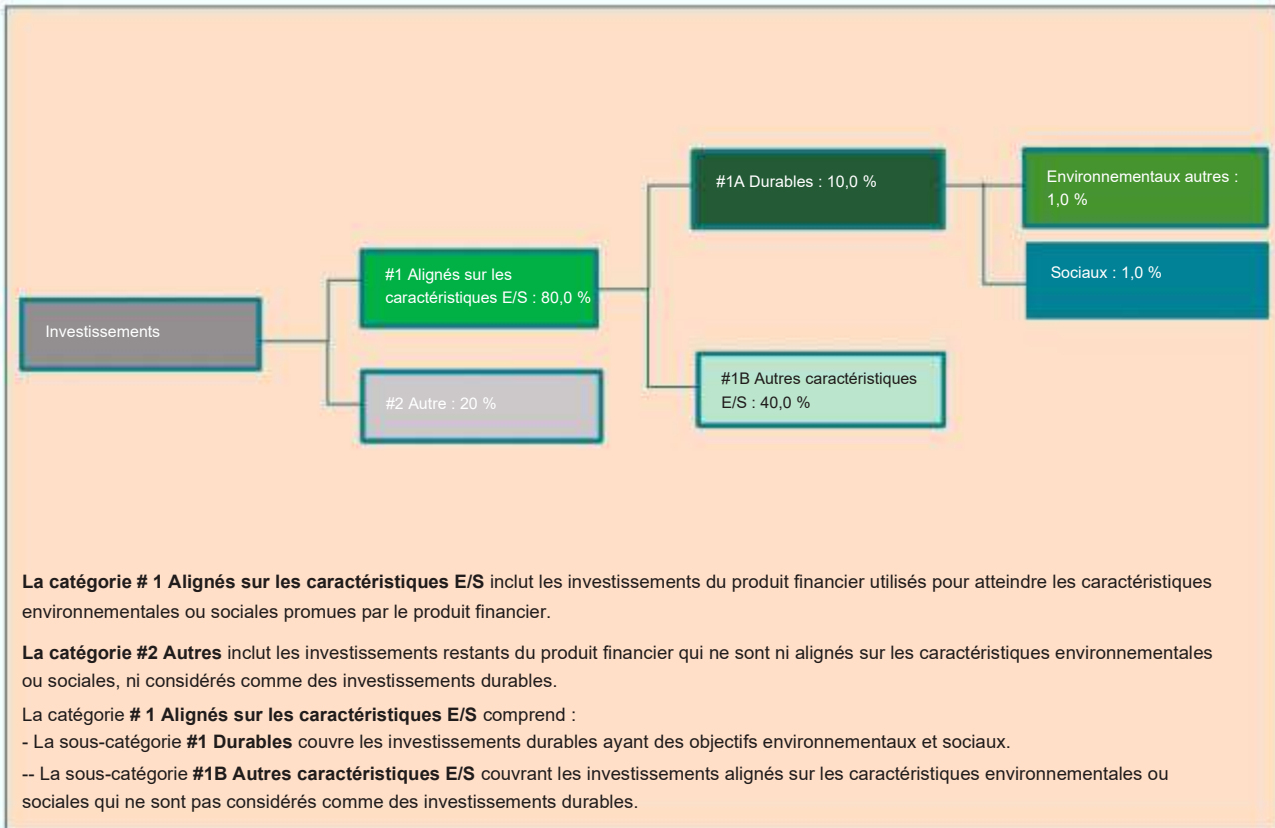 #1A Durables : 10,0 %
Environnementaux autres :
1,0 %
#1 Alignés sur les
caractéristiques E/S : 80,0 %
Sociaux : 1,0 %
Investissements
#2 Autre : 20 %
#1B Autres caractéristiques
E/S : 40,0 %
La catégorie # 1 Alignés sur les caractéristiques E/S inclut les investissements du produit financier utilisés pour atteindre les caractéristiques
environnementales ou sociales promues par le produit financier.
La catégorie #2 Autres inclut les investissements restants du produit financier qui ne sont ni alignés sur les caractéristiques environnementales
ou sociales, ni considérés comme des investissements durables.
La catégorie # 1 Alignés sur les caractéristiques E/S comprend :
- La sous-catégorie #1 Durables couvre les investissements durables ayant des objectifs environnementaux et sociaux.
-- La sous-catégorie #1B Autres caractéristiques E/S couvrant les investissements alignés sur les caractéristiques environnementales ou
sociales qui ne sont pas considérés comme des investissements durables.